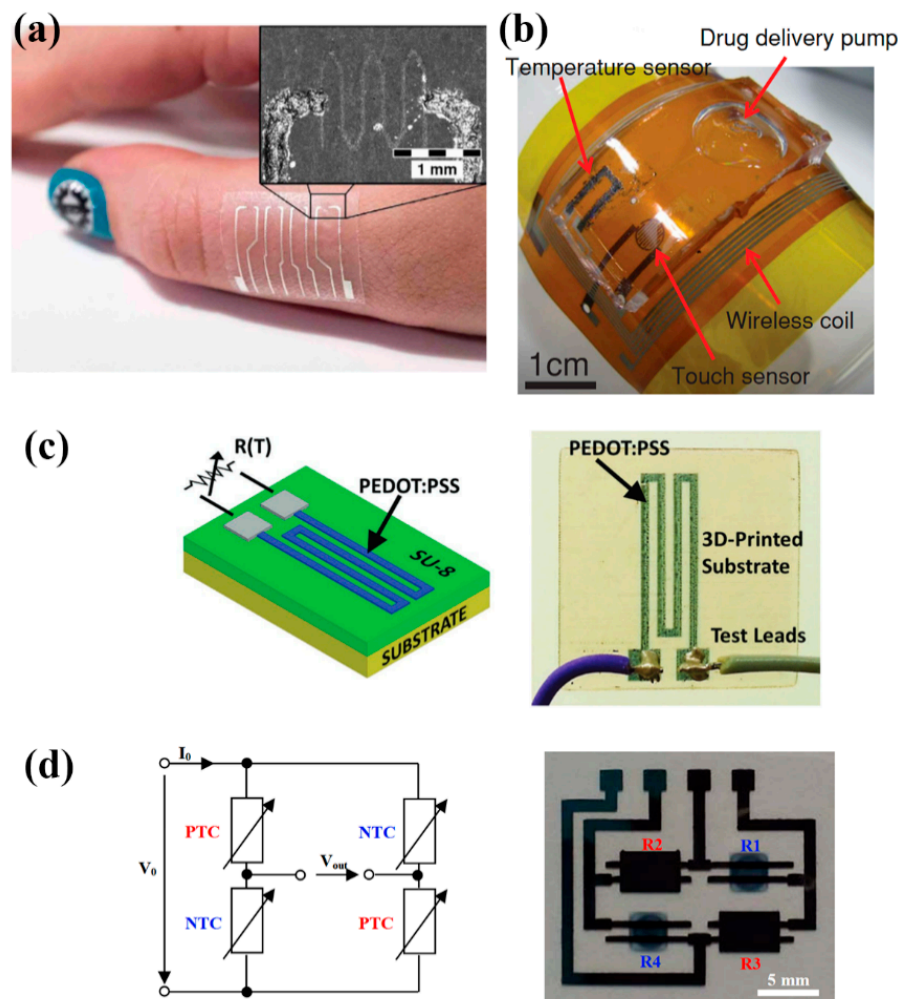 (a)
1 mm
(b)
Drug delivery pump
Temperature sensor
Wireless coil
Touch sensor
1cm
(c)
R(T)
PEDOT:PSS
SU-8
SUBSTRATE
PEDOT:PSS
3D-Printed
Substrate
Test Leads
(d)
I0
PTC
NTC
V0
Vout
NTC
PTC
R2
R1
R4
R3
5 mm